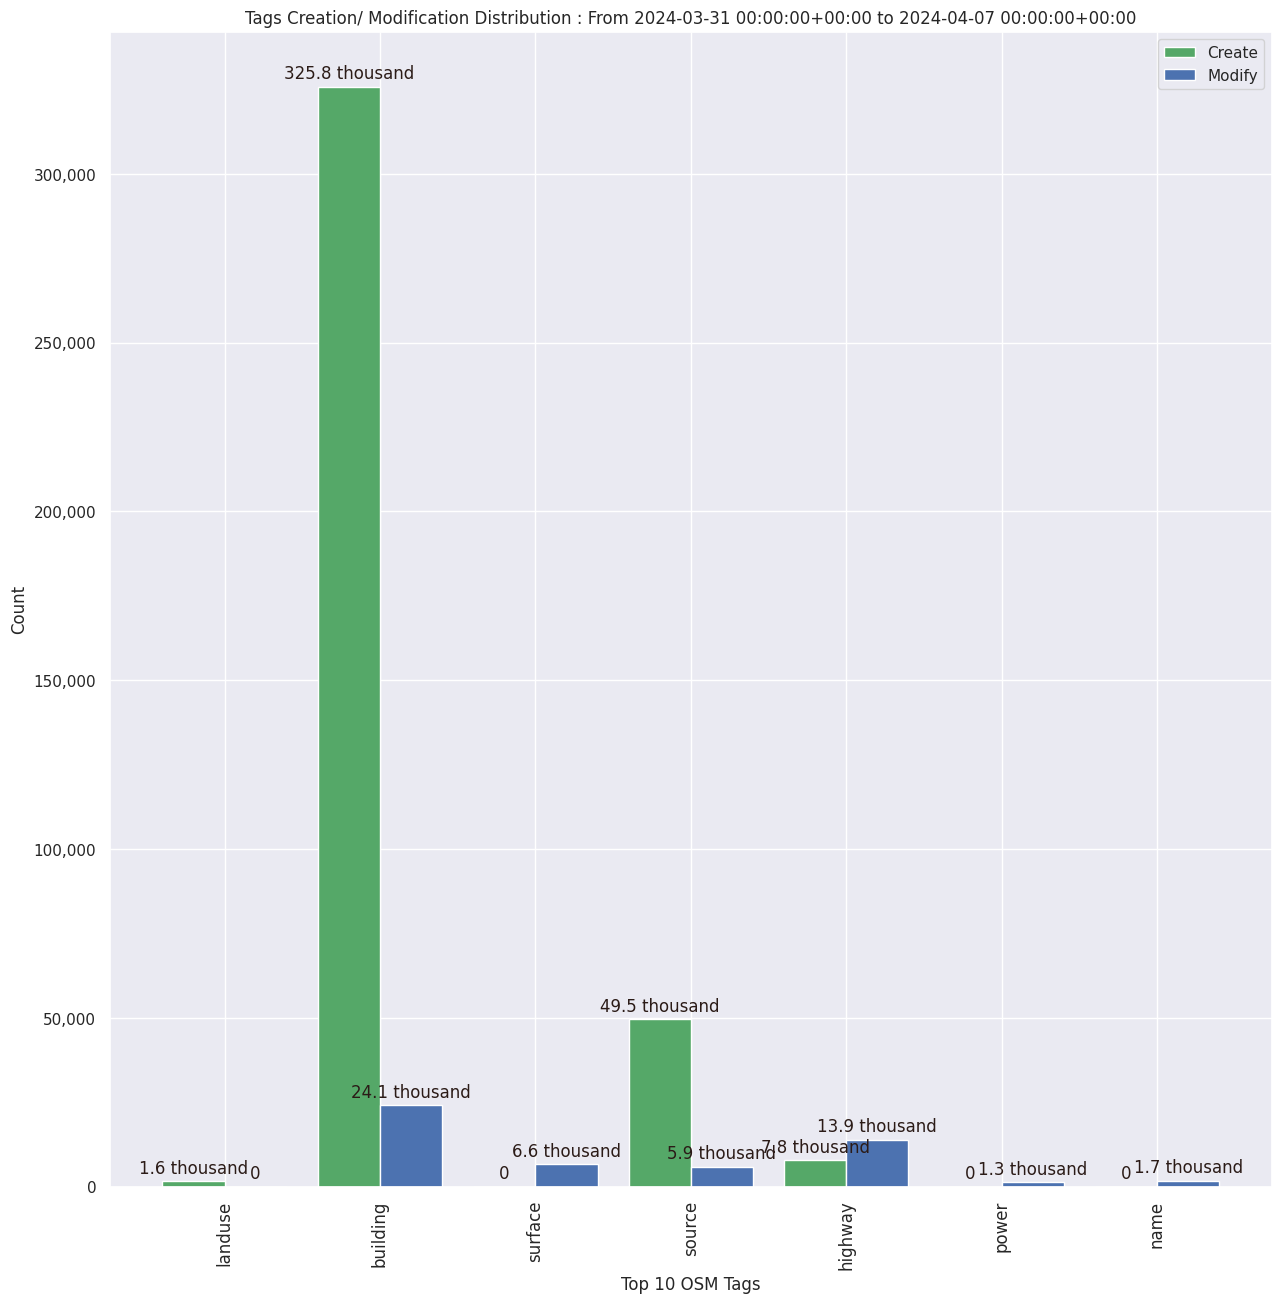 Tags Creation/ Modification Distribution : From 2024-03-31 00:00:00+00:00 to 2024-04-07 00:00:00+00:00
Create
Modify
325.8 thousand
300,000
250,000
200,000
150,000
100,000
50,000
0
Count
49.5 thousand
24.1 thousand
13.9 thousand
7.8 thousand
6.6 thousand
5.9 thousand
1.6 thousand
0
0
0
1.3 thousand
0
1.7 thousand
landuse
building
surface
source
highway
power
name
Top 10 OSM Tags